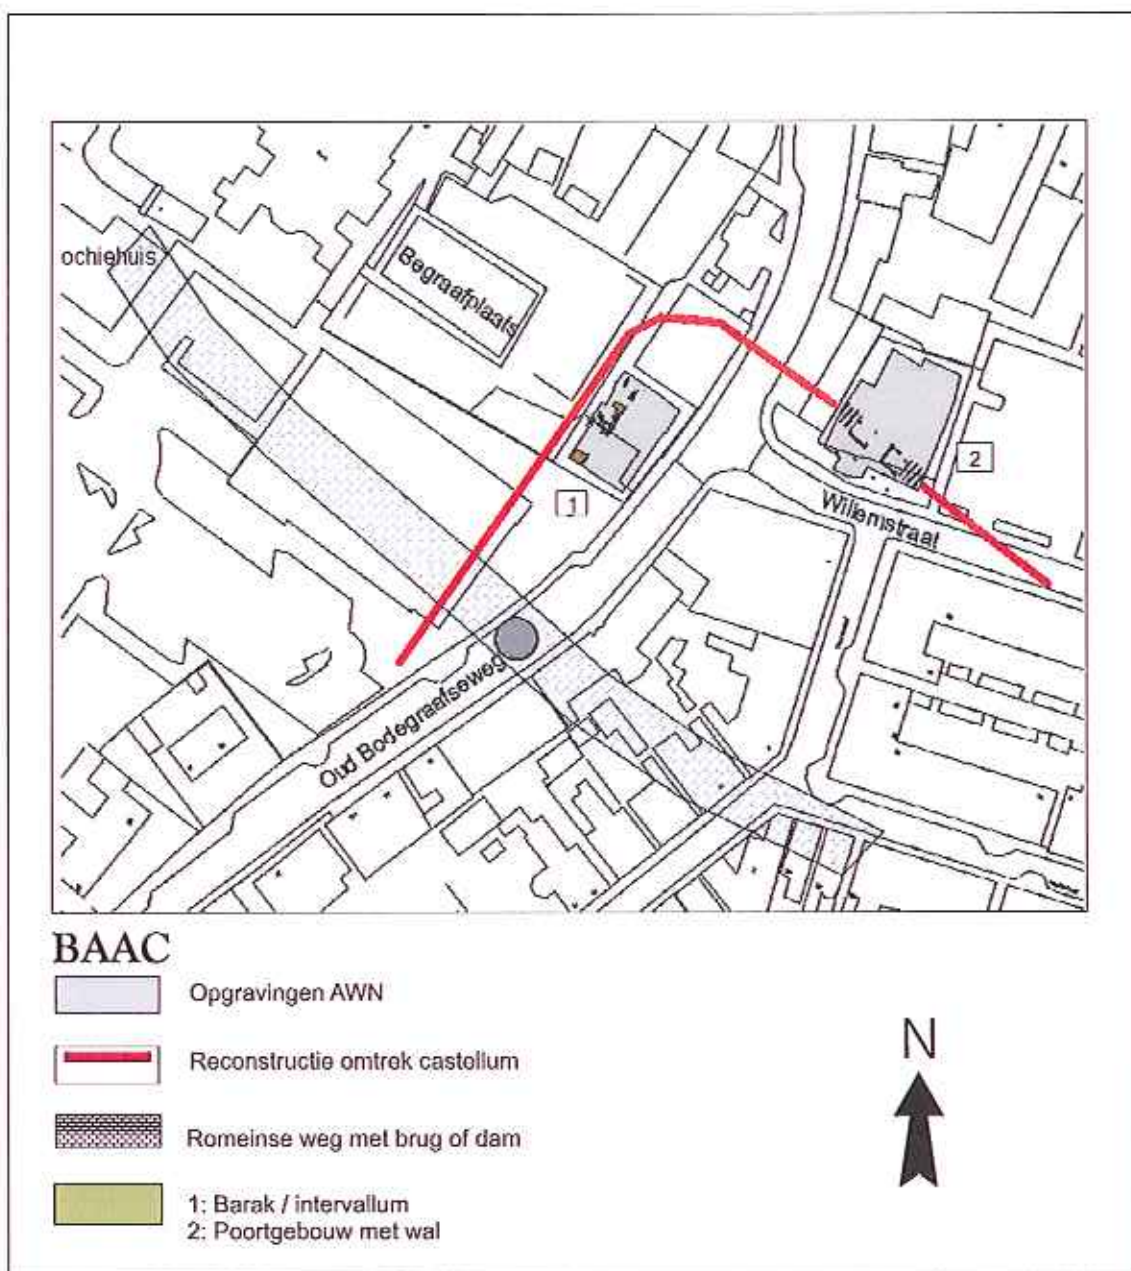 ochiehuis
Begraafplaats
1
2
Willemstraat
Oud Bodegraafseweg
BAAC
Opgravingen AWN
Reconstructie omtrek castellum
Romeinse weg met brug of dam
1: Barak / intervallum
2: Poortgebouw met wal
N